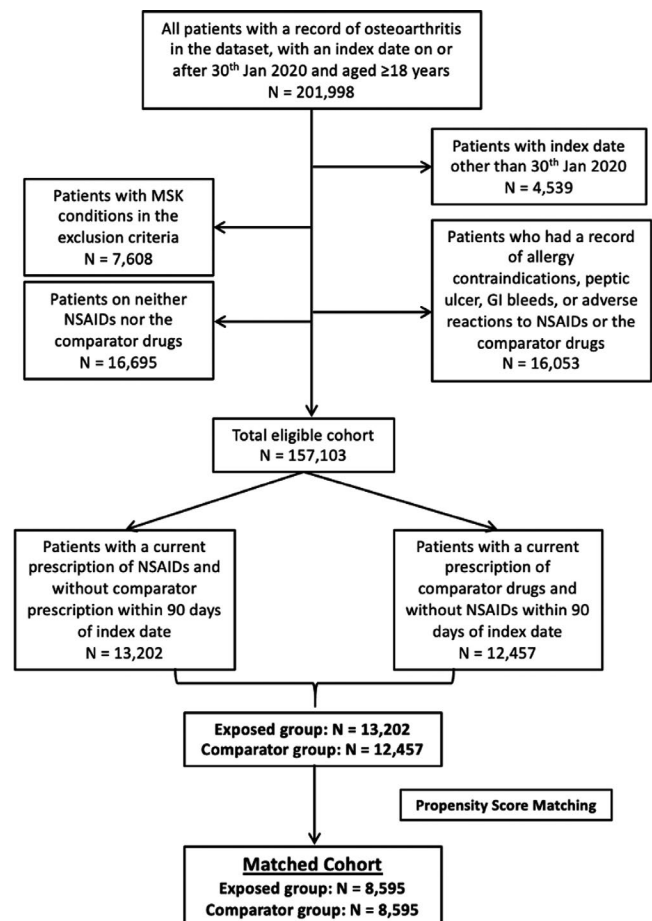 All patients with a record of osteoarthritis
in the dataset, with an index date on or
after 30th Jan 2020 and aged ≥18 years
N = 201,998
Patients with index date
other than 30th Jan 2020
N = 4,539
Patients with MSK
conditions in the
exclusion criteria
N = 7,608
Patients who had a record
of allergy
contraindications, peptic
ulcer, GI bleeds, or adverse
reactions to NSAIDs or the
comparator drugs
N = 16,053
Patients on neither
NSAIDs nor the
comparator drugs
N = 16,695
Total eligible cohort
N = 157,103
Patients with a current
prescription of NSAIDs and
without comparator
prescription within 90 days
of index date
N = 13,202
Patients with a current
prescription of
comparator drugs and
without NSAIDs within 90
days of index date
N = 12,457
Exposed group: N = 13,202
Comparator group: N = 12,457
Propensity Score Matching
Matched Cohort
Exposed group: N = 8,595
Comparator group: N = 8,595